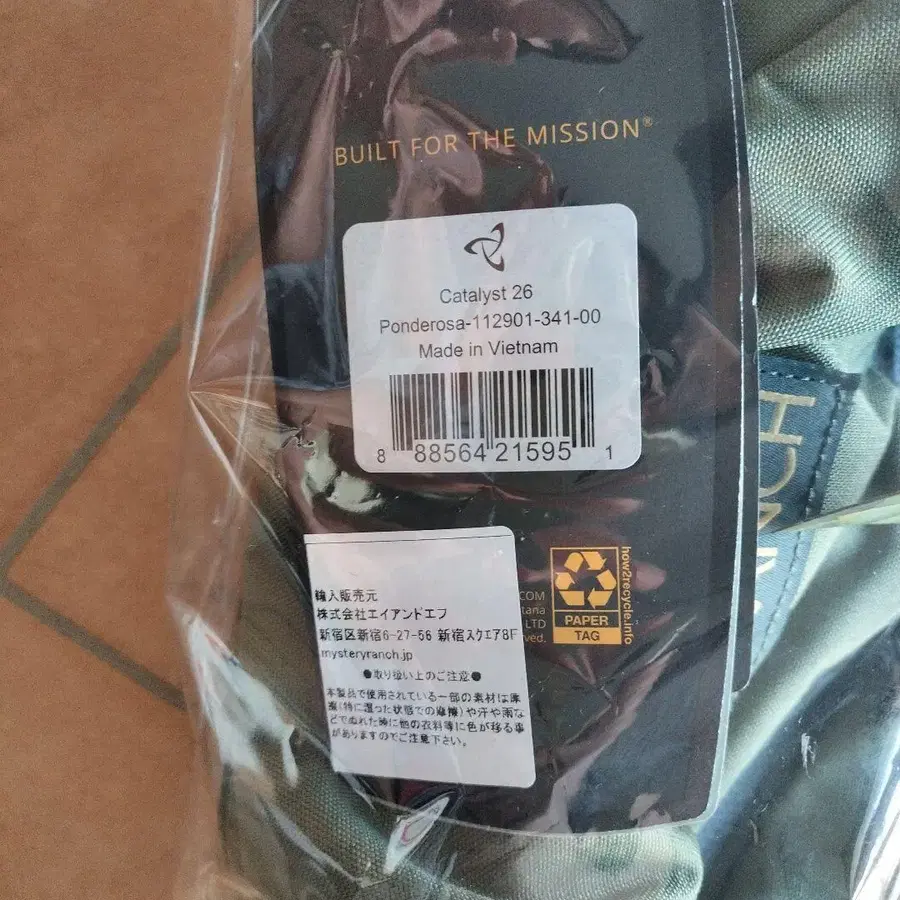 BUILT FOR THE MISSION®
Catalyst 26
Ponderosa-112901-341-00
Made in Vietnam
8 88564 21595 1
輸入販売元
株式会社エイアンドエフ
新宿区新宿6-27-56 新宿スクエア8F
mysteryranch.jp
●取り扱い上のご注意●
本製品で使用されている一部の素材は摩
擦(特に湿った状態での摩擦)や汗や雨な
どでぬれた時に他の衣料等に色が移る事
がありますのでご注意下さい。
.COM
tana
LTD
ved.
PAPER
TAG
how2recycle.info
NCH